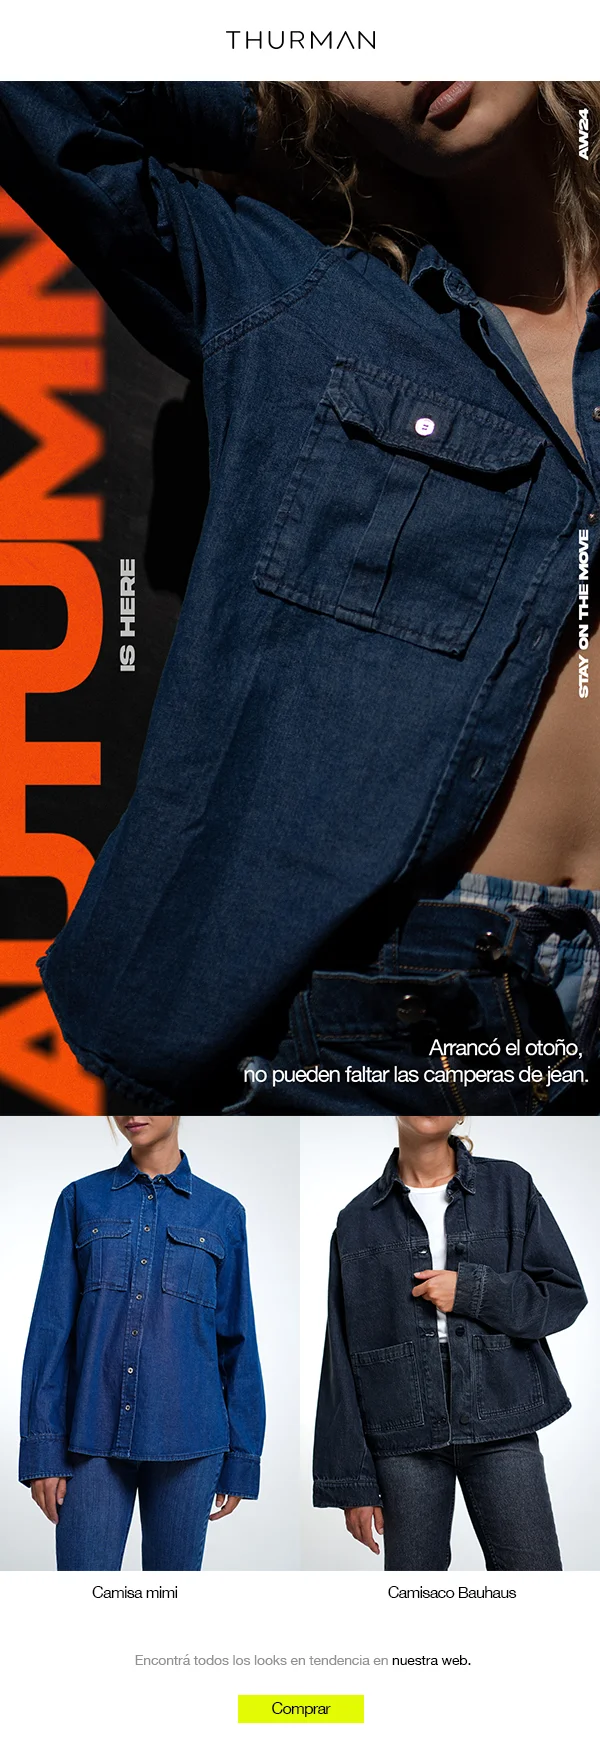 THURMAN
AW24
AUTUMN
IS HERE
STAY ON THE MOVE
Arrancó el otoño,
no pueden faltar las camperas de jean.
Camisa mimi
Camisaco Bauhaus
Encontrá todos los looks en tendencia en nuestra web.
Comprar